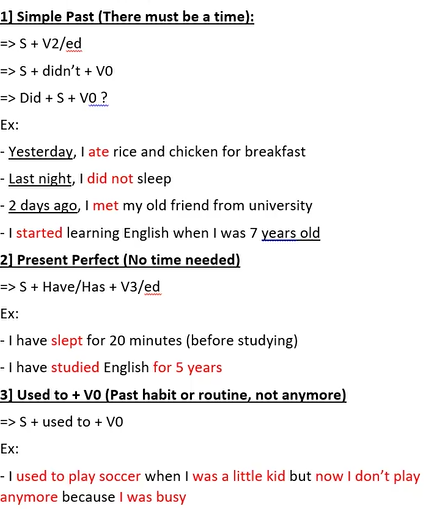 1] Simple Past (There must be a time):
=> S + V2/ed
=> S + didn't + V0
=> Did + S + V0 ?
Ex:
- Yesterday, I ate rice and chicken for breakfast
- Last night, I did not sleep
- 2 days ago, I met my old friend from university
- I started learning English when I was 7 years old
2] Present Perfect (No time needed)
=> S + Have/Has + V3/ed
Ex:
- I have slept for 20 minutes (before studying)
- I have studied English for 5 years
3] Used to + V0 (Past habit or routine, not anymore)
=> S + used to + V0
Ex:
- I used to play soccer when I was a little kid but now I don't play
anymore because I was busy